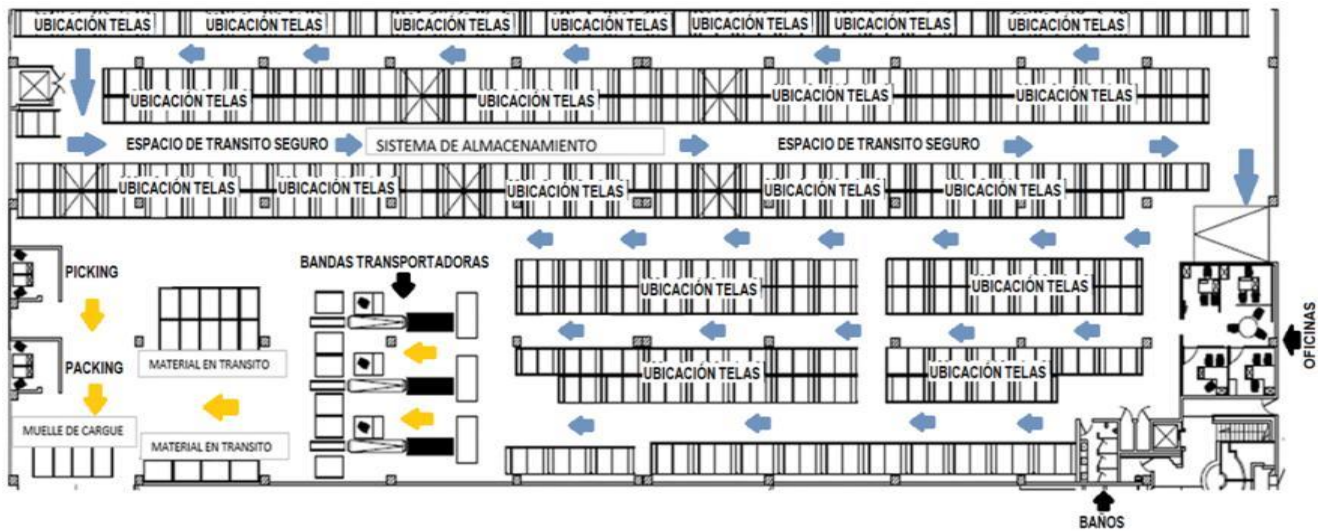 UBICACIÓN TELAS
UBICACIÓN TELAS
UBICACIÓN TELAS
UBICACIÓN TELAS
UBICACIÓN TELAS
UBICACIÓN TELAS
UBICACIÓN TELAS
UBICACIÓN TELAS
UBICACIÓN TELAS
UBICACIÓN TELAS
UBICACIÓN TELAS
ESPACIO DE TRANSITO SEGURO
SISTEMA DE ALMACENAMIENTO
ESPACIO DE TRANSITO SEGURO
UBICACIÓN TELAS
UBICACIÓN TELAS
UBICACIÓN TELAS
UBICACIÓN TELAS
UBICACIÓN TELAS
PICKING
BANDAS TRANSPORTADORAS
UBICACIÓN TELAS
UBICACIÓN TELAS
OFICINAS
PACKING
MATERIAL EN TRANSITO
UBICACIÓN TELAS
UBICACIÓN TELAS
MUELLE DE CARGUE
MATERIAL EN TRANSITO
BAÑOS